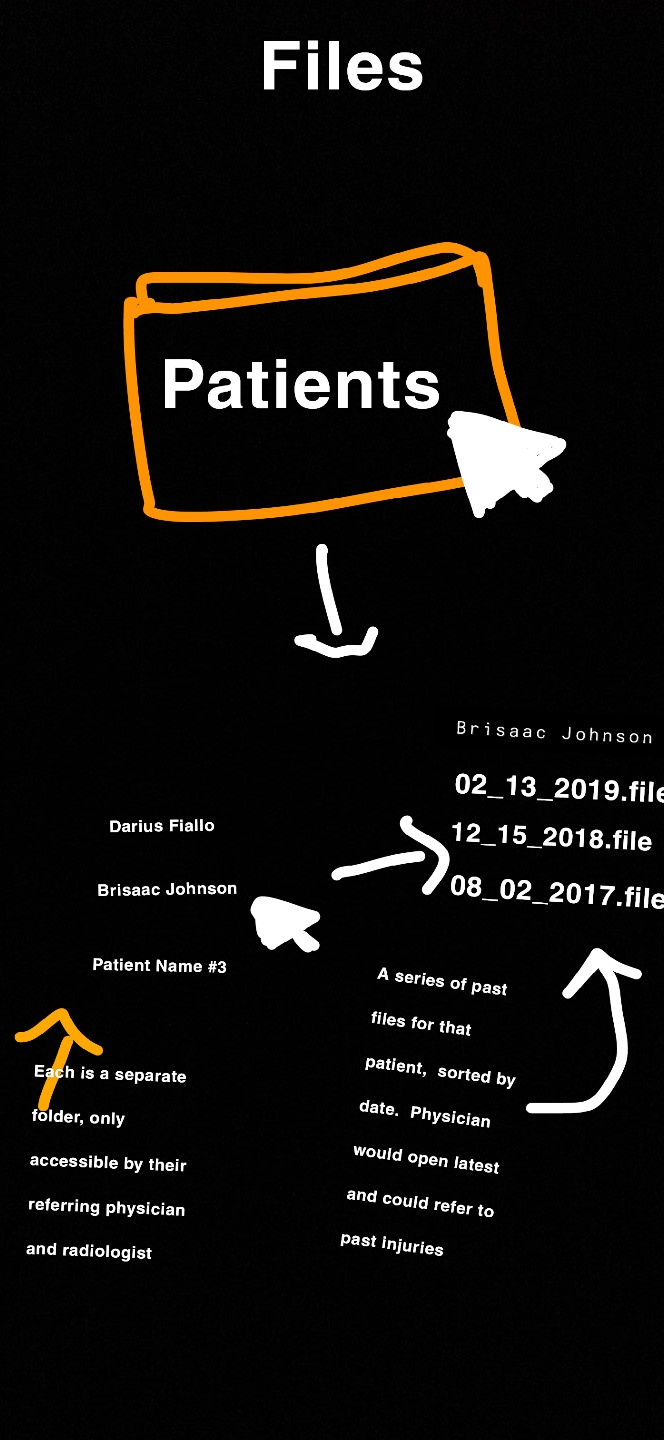 Files
Patients
Darius Fiallo
Brisaac Johnson
Patient Name #3
Each is a separate
folder, only
accessible by their
referring physician
and radiologist
Brisaac Johnson
02_13_2019.file
12_15_2018.file
08_02_2017.file
A series of past
files for that
patient, sorted by
date. Physician
would open latest
and could refer to
past injuries